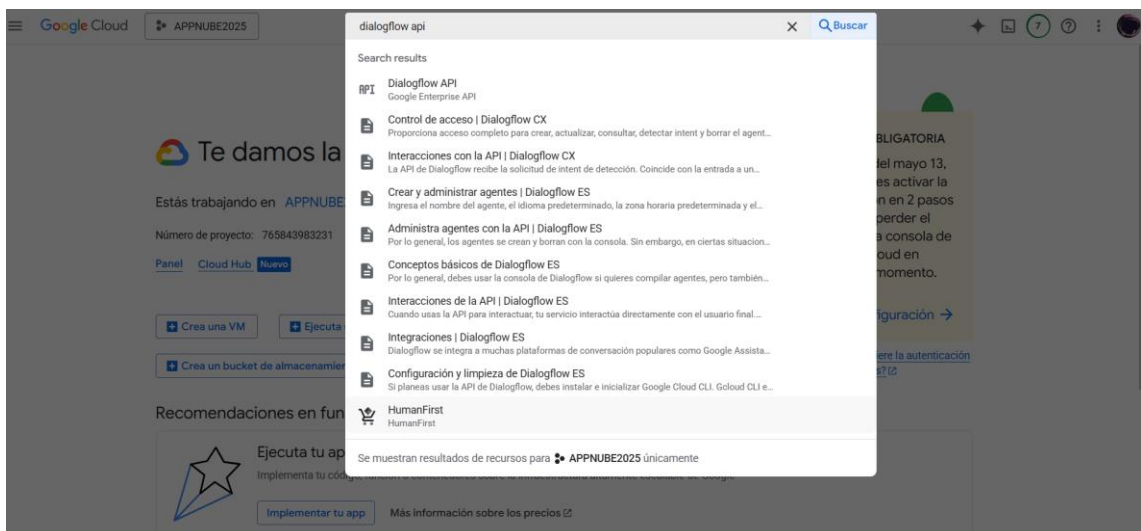 Google Cloud
APPNUBE2025
dialogflow api
Buscar
7
Search results
API
Dialogflow API
Google Enterprise API
Control de acceso | Dialogflow CX
Proporciona acceso completo para crear, actualizar, consultar, detectar intent y borrar el agent...
Interacciones con la API | Dialogflow CX
La API de Dialogflow recibe la solicitud de intent de detección. Coincide con la entrada a un...
Crear y administrar agentes | Dialogflow ES
Ingresa el nombre del agente, el idioma predeterminado, la zona horaria predeterminada y el...
Administra agentes con la API | Dialogflow ES
Por lo general, los agentes se crean y borran con la consola. Sin embargo, en ciertas situacion...
Conceptos básicos de Dialogflow ES
Por lo general, debes usar la consola de Dialogflow si quieres compilar agentes, pero también...
Interacciones de la API | Dialogflow ES
Cuando usas la API para interactuar, tu servicio interactúa directamente con el usuario final....
Integraciones | Dialogflow ES
Dialogflow se integra a muchas plataformas de conversación populares como Google Assista...
Configuración y limpieza de Dialogflow ES
Si planeas usar la API de Dialogflow, debes instalar e inicializar Google Cloud CLI. Gcloud CLI e...
HumanFirst
HumanFirst
Se muestran resultados de recursos para APPNUBE2025 únicamente
Te damos la
Estás trabajando en APPNUBE
Número de proyecto: 765843983231
Panel Cloud Hub Nuevo
Crea una VM
Ejecuta
Crea un bucket de almacenamie
Recomendaciones en fun
Ejecuta tu ap
Implementa tu código,
Implementar tu app
Más información sobre los precios
BLIGATORIA
del mayo 13,
es activar la
n en 2 pasos
perder el
a consola de
oud en
momento.
iguración
ere la autenticación
s?